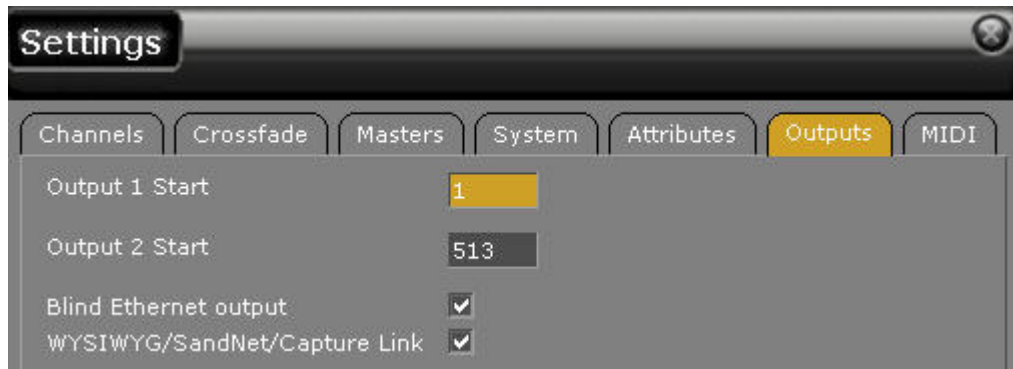 Settings
Channels Crossfade Masters System Attributes Outputs MIDI
Output 1 Start 1
Output 2 Start 513
Blind Ethernet output
WYSIWYG/SandNet/Capture Link